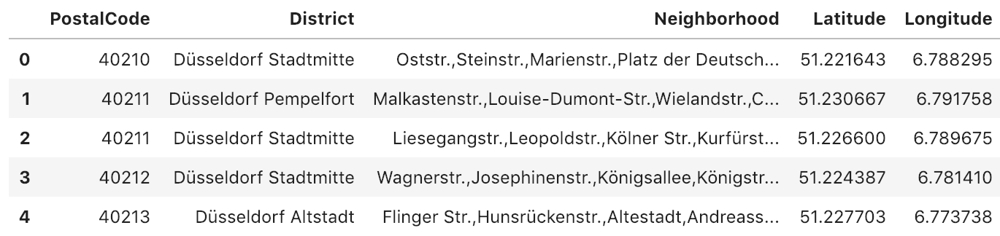 PostalCode District Neighborhood Latitude Longitude
0 40210 Düsseldorf Stadtmitte Oststr.,Steinstr.,Marienstr.,Platz der Deutsch... 51.221643 6.788295
1 40211 Düsseldorf Pempelfort Malkastenstr.,Louise-Dumont-Str.,Wielandstr.,C... 51.230667 6.791758
2 40211 Düsseldorf Stadtmitte Liesegangstr.,Leopoldstr.,Kölner Str.,Kurfürst... 51.226600 6.789675
3 40212 Düsseldorf Stadtmitte Wagnerstr.,Josephinenstr.,Königsallee,Königstr... 51.224387 6.781410
4 40213 Düsseldorf Altstadt Flinger Str.,Hunsrückenstr.,Altestadt,Andreass... 51.227703 6.773738